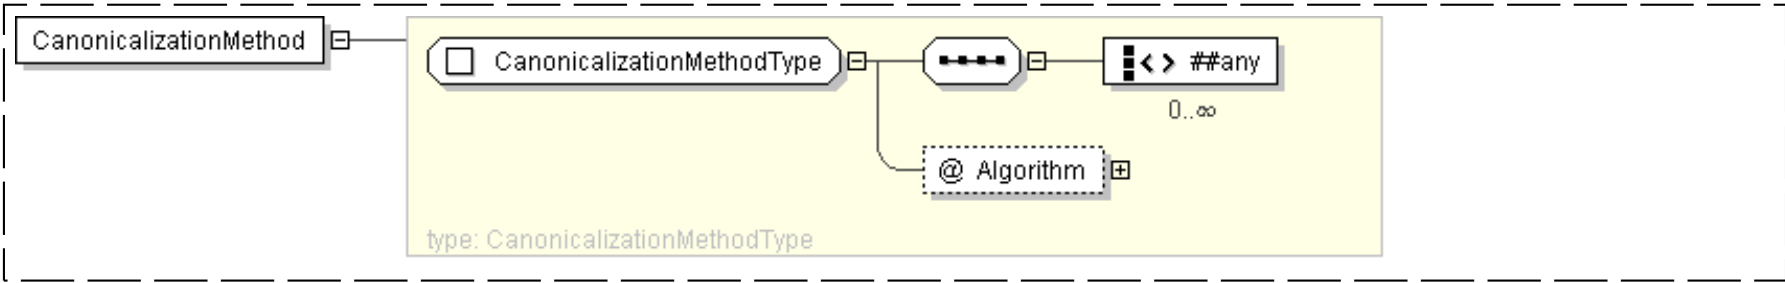 CanonicalizationMethod
CanonicalizationMethodType
##any
0..∞
@ Algorithm
type: CanonicalizationMethodType